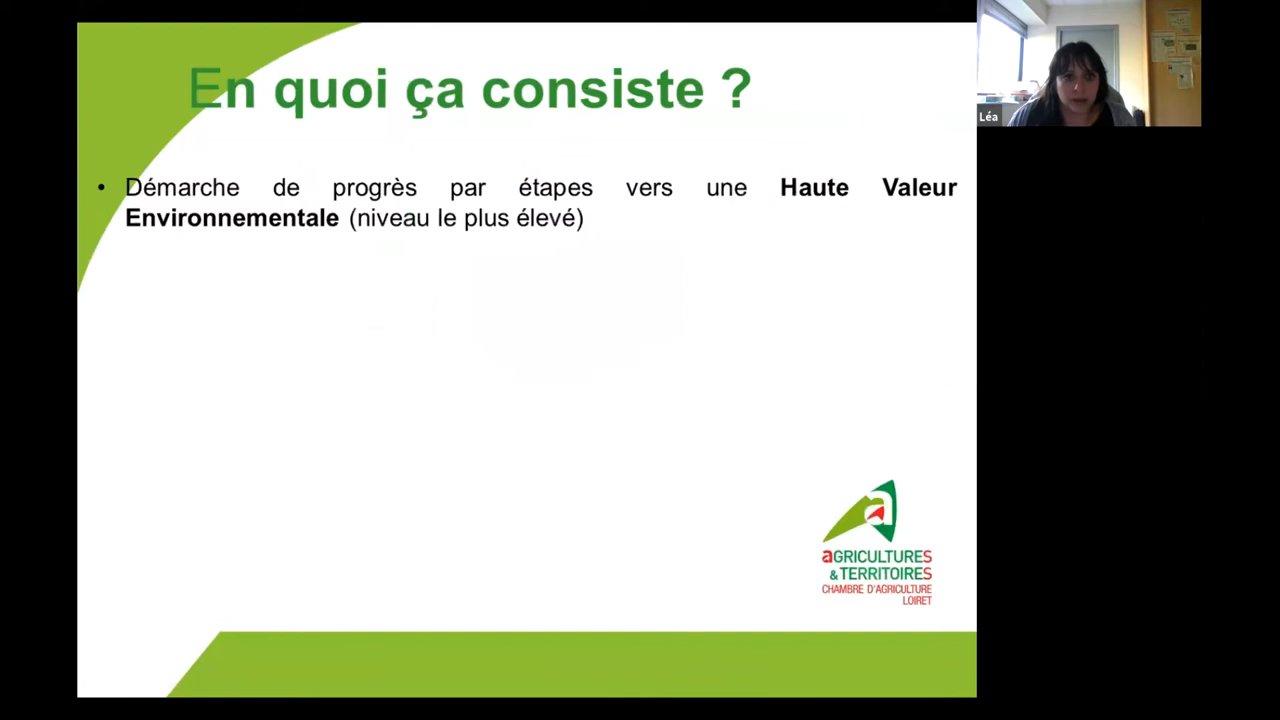 En quoi ça consiste ?
• Démarche de progrès par étapes vers une Haute Valeur
Environnementale (niveau le plus élevé)
Léa
aGRICULTURES
& TERRITOIRES
CHAMBRE D'AGRICULTURE
LOIRET